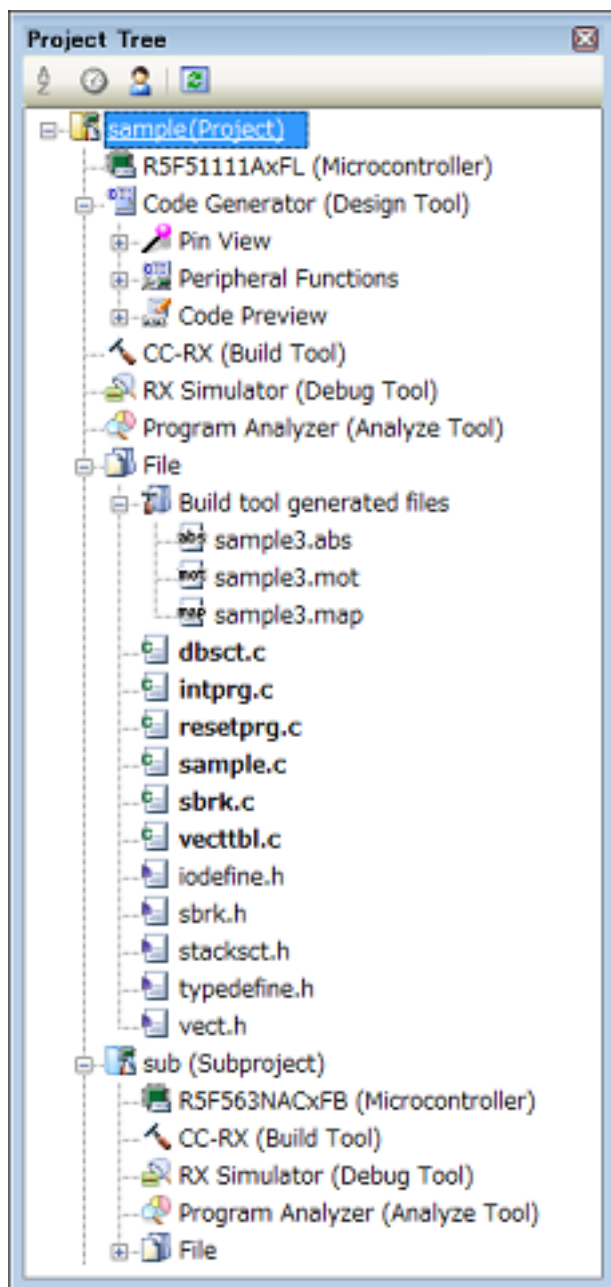 Project Tree
sample(Project)
R5F51111AxFL (Microcontroller)
Code Generator (Design Tool)
Pin View
Peripheral Functions
Code Preview
CC-RX (Build Tool)
RX Simulator (Debug Tool)
Program Analyzer (Analyze Tool)
File
Build tool generated files
abs sample3.abs
mot sample3.mot
map sample3.map
dbsct.c
intprg.c
resetprg.c
sample.c
sbrk.c
vecttbl.c
iodefine.h
sbrk.h
stacksct.h
typedefine.h
vect.h
sub (Subproject)
R5F563NACxFB (Microcontroller)
CC-RX (Build Tool)
RX Simulator (Debug Tool)
Program Analyzer (Analyze Tool)
File